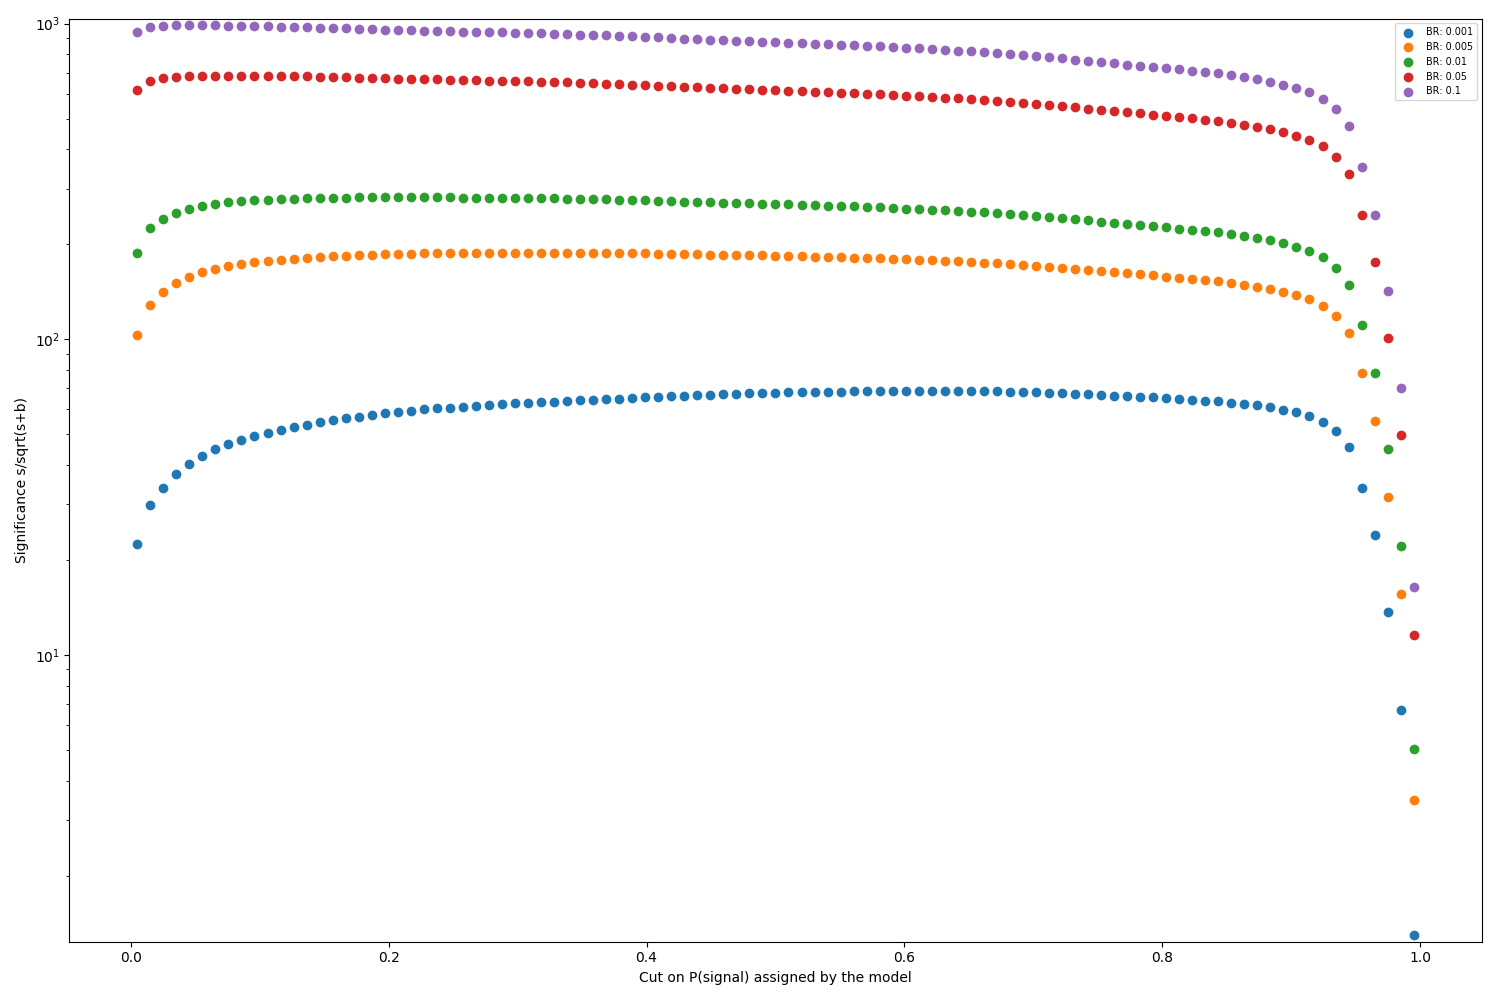 10³
10²
10¹
Significance s/sqrt(s+b)
BR: 0.001
BR: 0.005
BR: 0.01
BR: 0.05
BR: 0.1
0.0 0.2 0.4 0.6 0.8 1.0
Cut on P(signal) assigned by the model